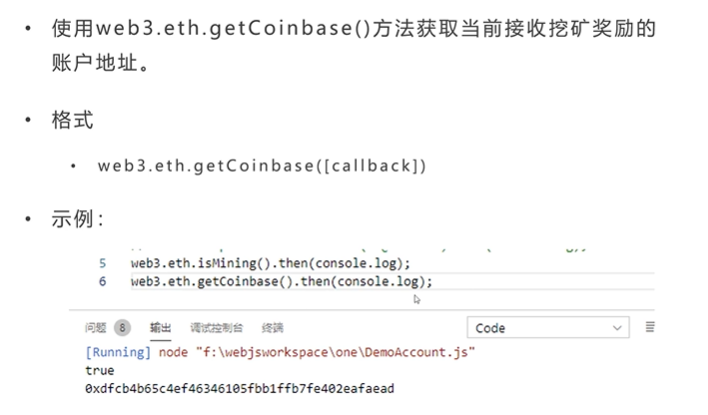 • 使用web3.eth.getCoinbase()方法获取当前接收挖矿奖励的
账户地址。
• 格式
• web3.eth.getCoinbase([callback])
• 示例：
5 web3.eth.isMining().then(console.log);
6 web3.eth.getCoinbase().then(console.log);
问题 8 输出 调试控制台 终端 Code
[Running] node "f:\webjsworkspace\one\DemoAccount.js"
true
0xdfcb4b65c4ef46346105fbb1ffb7fe402eafaead